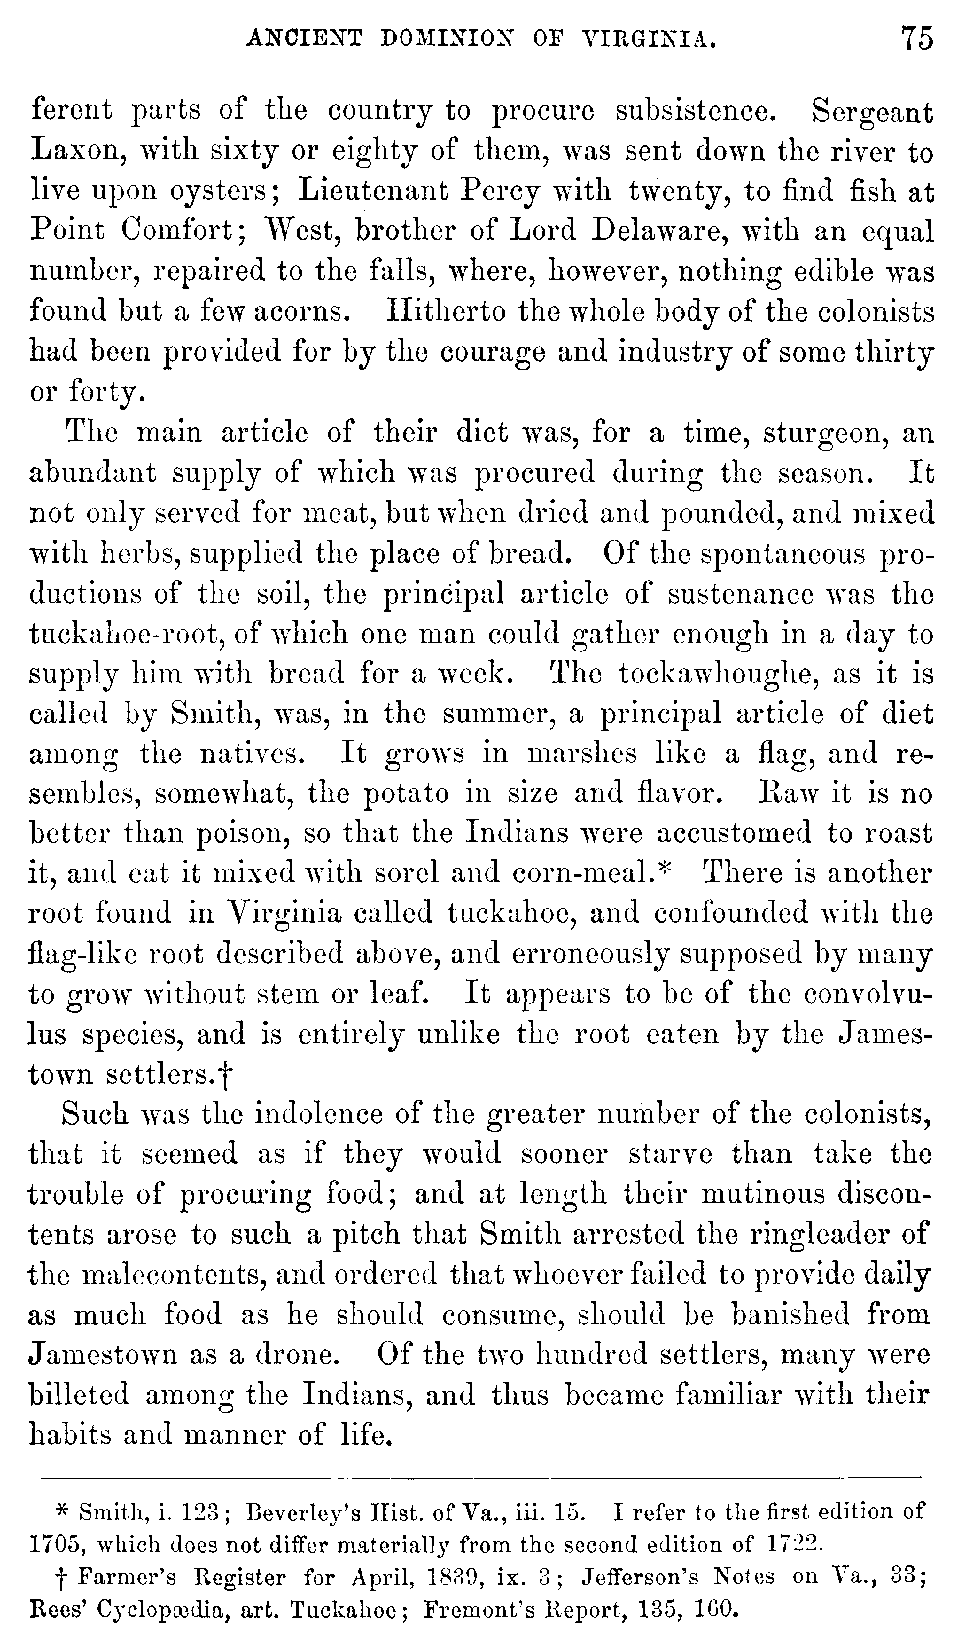 ANCIENT DOMINION OF VIRGINIA. 75
ferent parts of the country to procure subsistence. Sergeant
Laxon, with sixty or eighty of them, was sent down the river to
live upon oysters; Lieutenant Percy with twenty, to find fish at
Point Comfort; West, brother of Lord Delaware, with an equal
number, repaired to the falls, where, however, nothing edible was
found but a few acorns. Hitherto the whole body of the colonists
had been provided for by the courage and industry of some thirty
or forty.
The main article of their diet was, for a time, sturgeon, an
abundant supply of which was procured during the season. It
not only served for meat, but when dried and pounded, and mixed
with herbs, supplied the place of bread. Of the spontaneous pro-
ductions of the soil, the principal article of sustenance was the
tuckahoe-root, of which one man could gather enough in a day to
supply him with bread for a week. The tockawhoughe, as it is
called by Smith, was, in the summer, a principal article of diet
among the natives. It grows in marshes like a flag, and re-
sembles, somewhat, the potato in size and flavor. Raw it is no
better than poison, so that the Indians were accustomed to roast
it, and eat it mixed with sorel and corn-meal.* There is another
root found in Virginia called tuckahoe, and confounded with the
flag-like root described above, and erroneously supposed by many
to grow without stem or leaf. It appears to be of the convolvu-
lus species, and is entirely unlike the root eaten by the James-
town settlers.†
Such was the indolence of the greater number of the colonists,
that it seemed as if they would sooner starve than take the
trouble of procuring food; and at length their mutinous discon-
tents arose to such a pitch that Smith arrested the ringleader of
the malecontents, and ordered that whoever failed to provide daily
as much food as he should consume, should be banished from
Jamestown as a drone. Of the two hundred settlers, many were
billeted among the Indians, and thus became familiar with their
habits and manner of life.
* Smith, i. 123; Beverley's Hist. of Va., iii. 15. I refer to the first edition of
1705, which does not differ materially from the second edition of 1722.
† Farmer's Register for April, 1839, ix. 3; Jefferson's Notes on Va., 33;
Rees' Cyclopædia, art. Tuckahoe; Fremont's Report, 135, 160.